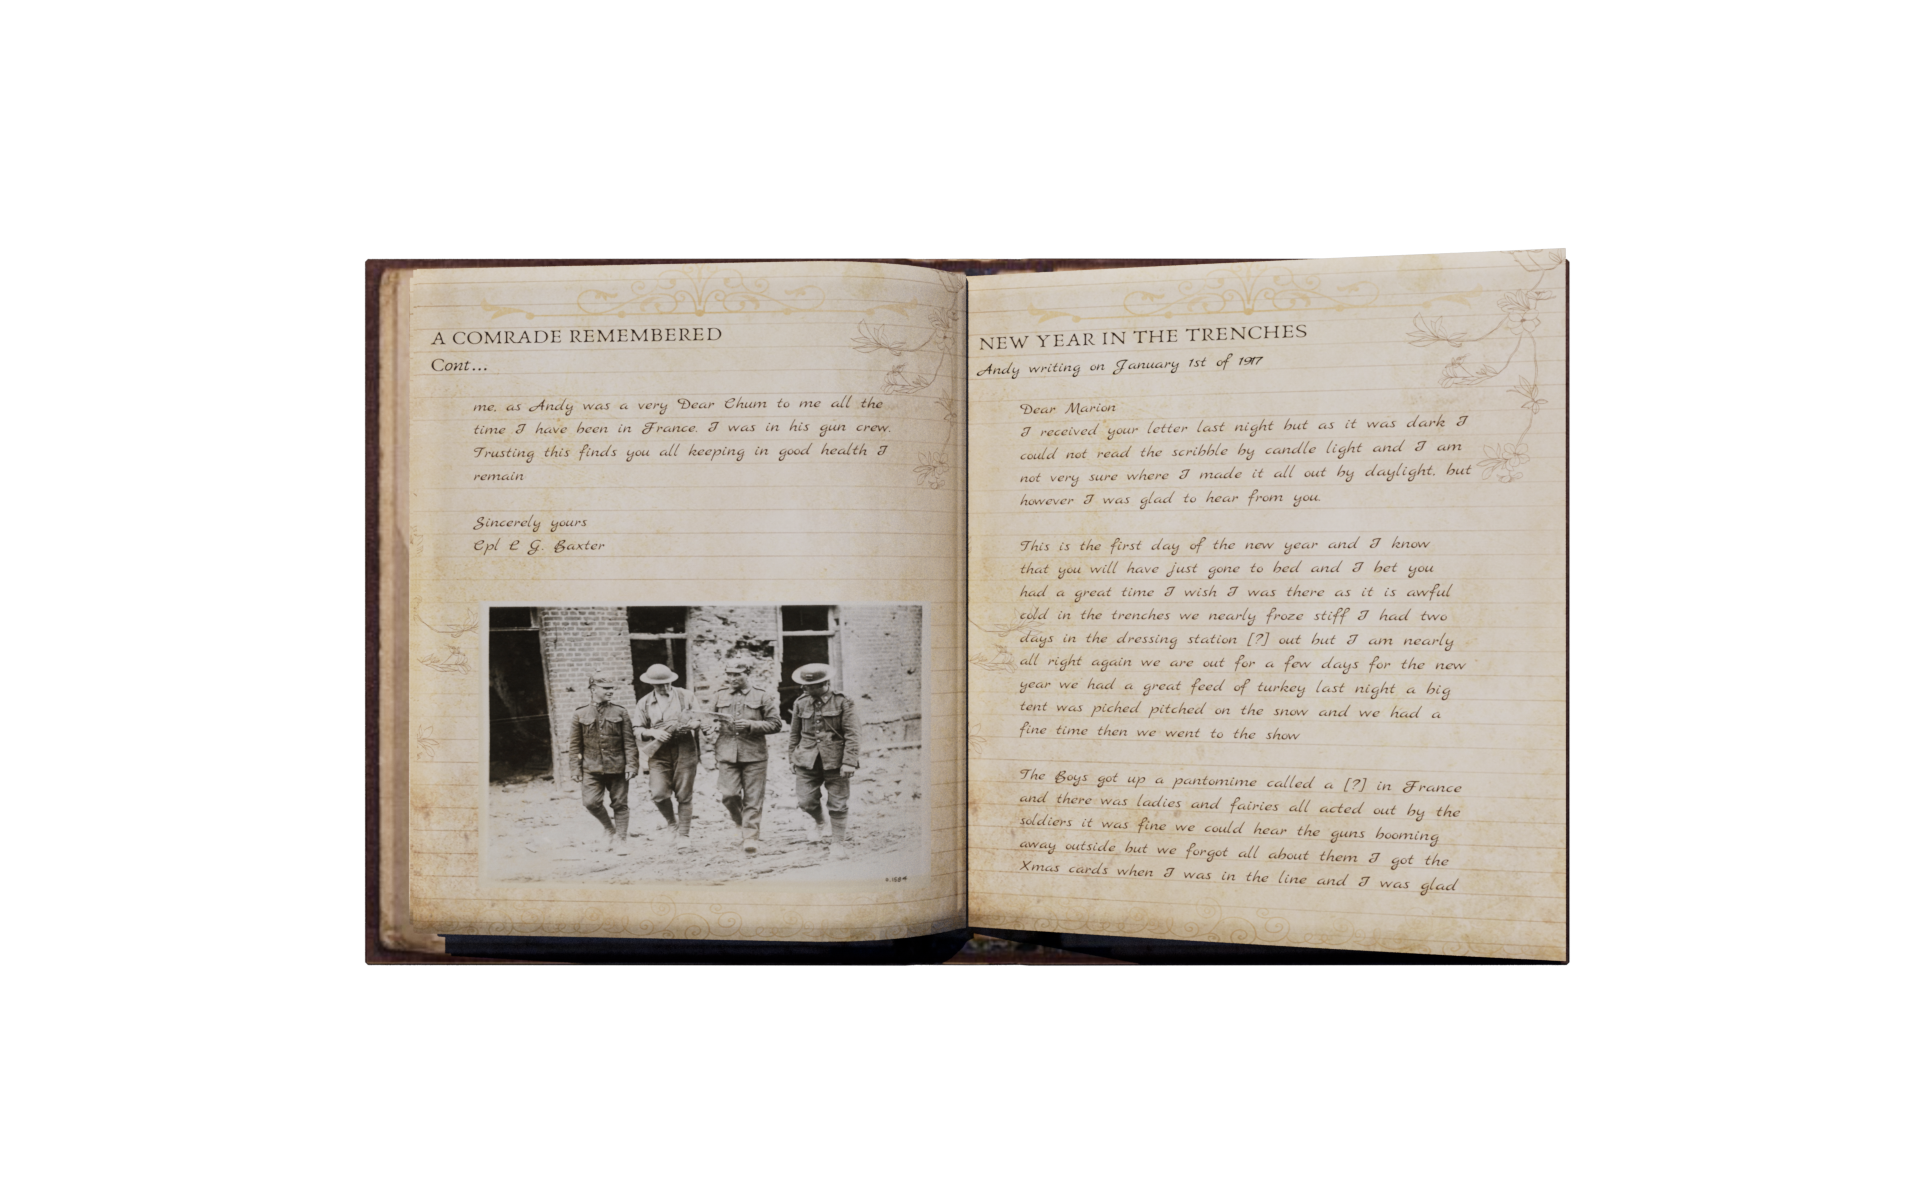 A COMRADE REMEMBERED
Cont...
me, as Andy was a very Dear Chum to me all the
time I have been in France. I was in his gun crew.
Trusting this finds you all keeping in good health I
remain
Sincerely yours
Cpl C G. Baxter
NEW YEAR IN THE TRENCHES
Andy writing on January 1st of 1917
Dear Marion
I received your letter last night but as it was dark I
could not read the scribble by candle light and I am
not very sure where I made it all out by daylight, but
however I was glad to hear from you.
This is the first day of the new year and I know
that you will have just gone to bed and I bet you
had a great time I wish I was there as it is awful
cold in the trenches we nearly froze stiff I had two
days in the dressing station [?] out but I am nearly
all right again we are out for a few days for the new
year we had a great feed of turkey last night a big
tent was piched pitched on the snow and we had a
fine time then we went to the show
The Boys got up a pantomime called a [?] in France
and there was ladies and fairies all acted out by the
soldiers it was fine we could hear the guns booming
away outside but we forgot all about them I got the
Xmas cards when I was in the line and I was glad